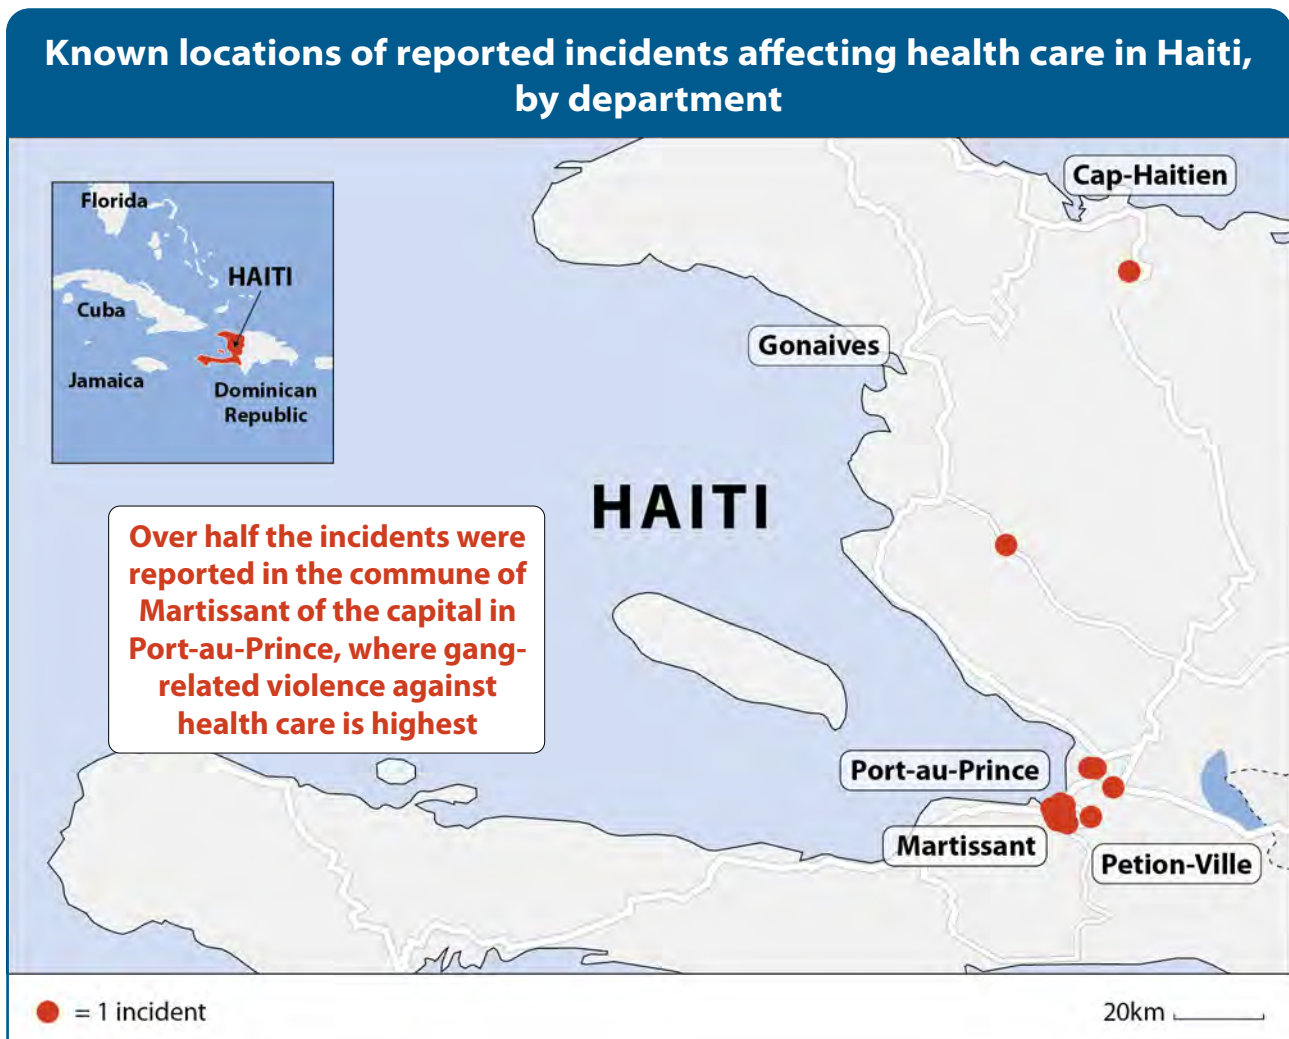 Known locations of reported incidents affecting health care in Haiti,
by department
Cap-Haitien
Florida
HAITI
Cuba
Jamaica
Dominican
Republic
Gonaives
HAITI
Over half the incidents were
reported in the commune of
Martissant of the capital in
Port-au-Prince, where gang-
related violence against
health care is highest
Port-au-Prince
Martissant
Petion-Ville
= 1 incident
20km